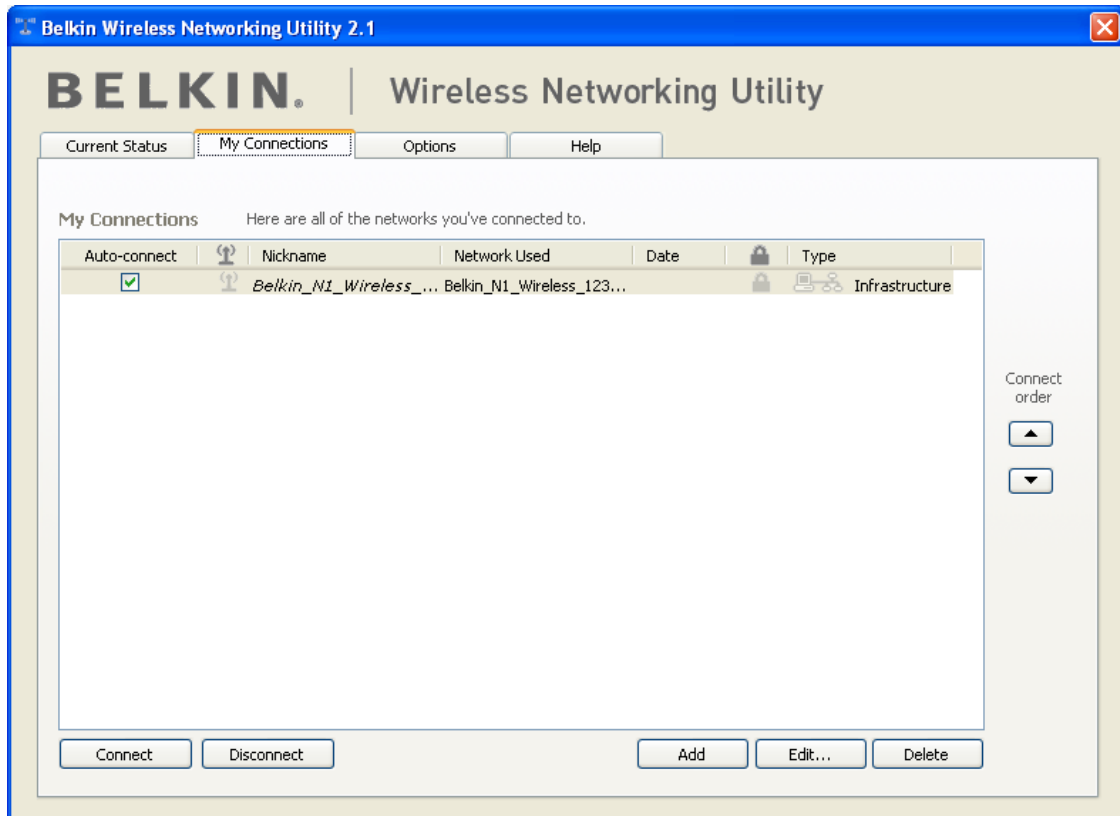 Belkin Wireless Networking Utility 2.1
BELKIN. | Wireless Networking Utility
Current Status My Connections Options Help
My Connections Here are all of the networks you've connected to.
Auto-connect Nickname Network Used Date Type
Belkin_N1_Wireless_... Belkin_N1_Wireless_123... Infrastructure
Connect
order
Connect Disconnect Add Edit... Delete